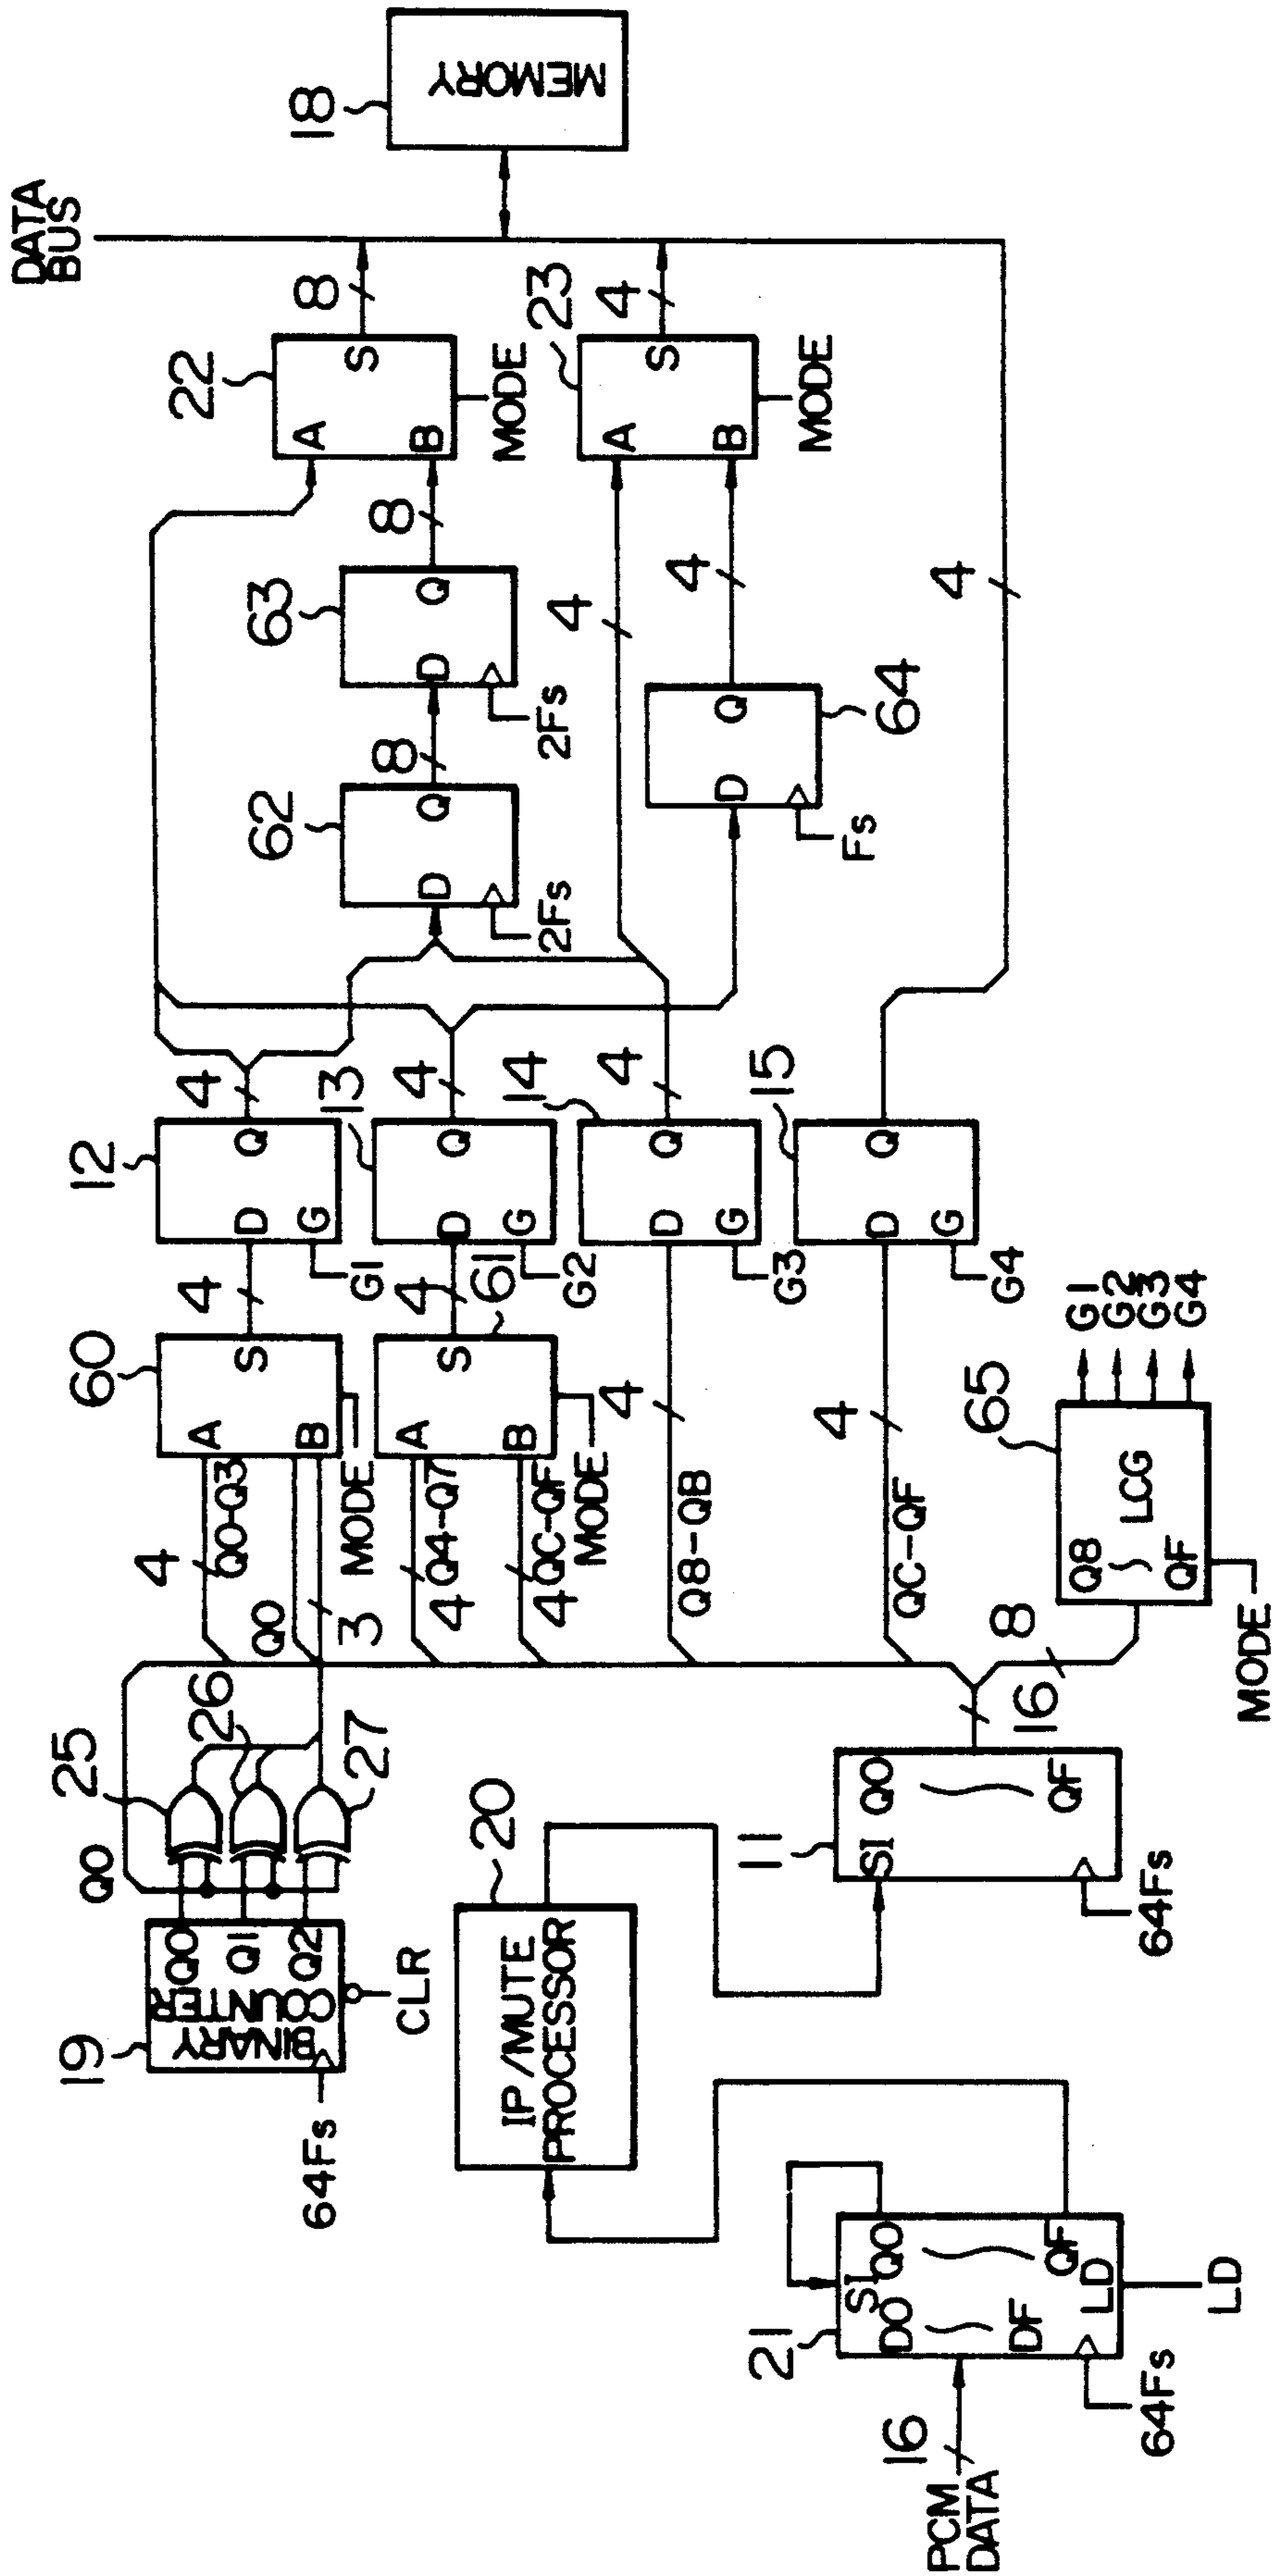 DATA
BUS
18
MEMORY
22
A
B
S
8
MODE
23
A
B
S
4
MODE
8
63
D
Q
2Fs
8
62
D
Q
2Fs
4
4
64
D
Q
Fs
4
12
4
D
Q
G
G1
13
4
D
Q
G
G2
14
4
D
Q
G
G3
15
D
Q
G
G4
60
4
A
B
S
MODE
61
4
A
B
S
MODE
4
Q0-Q3
Q0
3
4
Q4-Q7
4
QC-QF
4
Q8-QB
4
QC-QF
65
Q8
QF
LCG
G1
G2
G3
G4
8
MODE
16
25
26
27
Q0
19
BINARY
COUNTER
Q0
Q1
Q2
64Fs
CLR
20
IP/MUTE
PROCESSOR
11
SI
Q0
QF
64Fs
21
SI
D0
DF
Q0
QF
LD
LD
64Fs
16
PCM
DATA